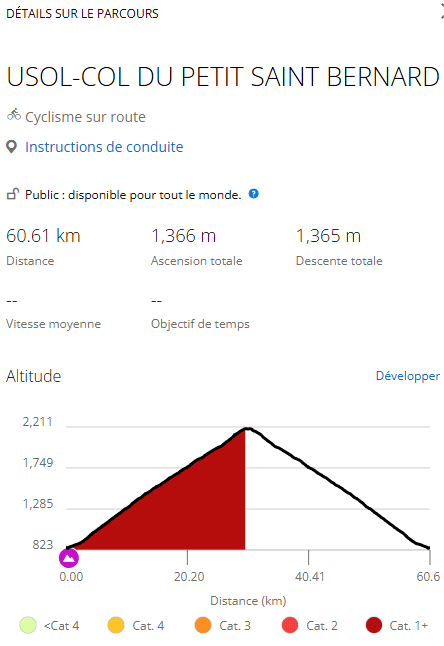 DÉTAILS SUR LE PARCOURS
USOL-COL DU PETIT SAINT BERNARD
Cyclisme sur route
Instructions de conduite
Public : disponible pour tout le monde. ?
60.61 km 1,366 m 1,365 m
Distance Ascension totale Descente totale
-- --
Vitesse moyenne Objectif de temps
Altitude Développer
2,211
1,749
1,285
823
0.00 20.20 40.41 60.6
Distance (km)
<Cat 4 Cat. 4 Cat. 3 Cat. 2 Cat. 1+